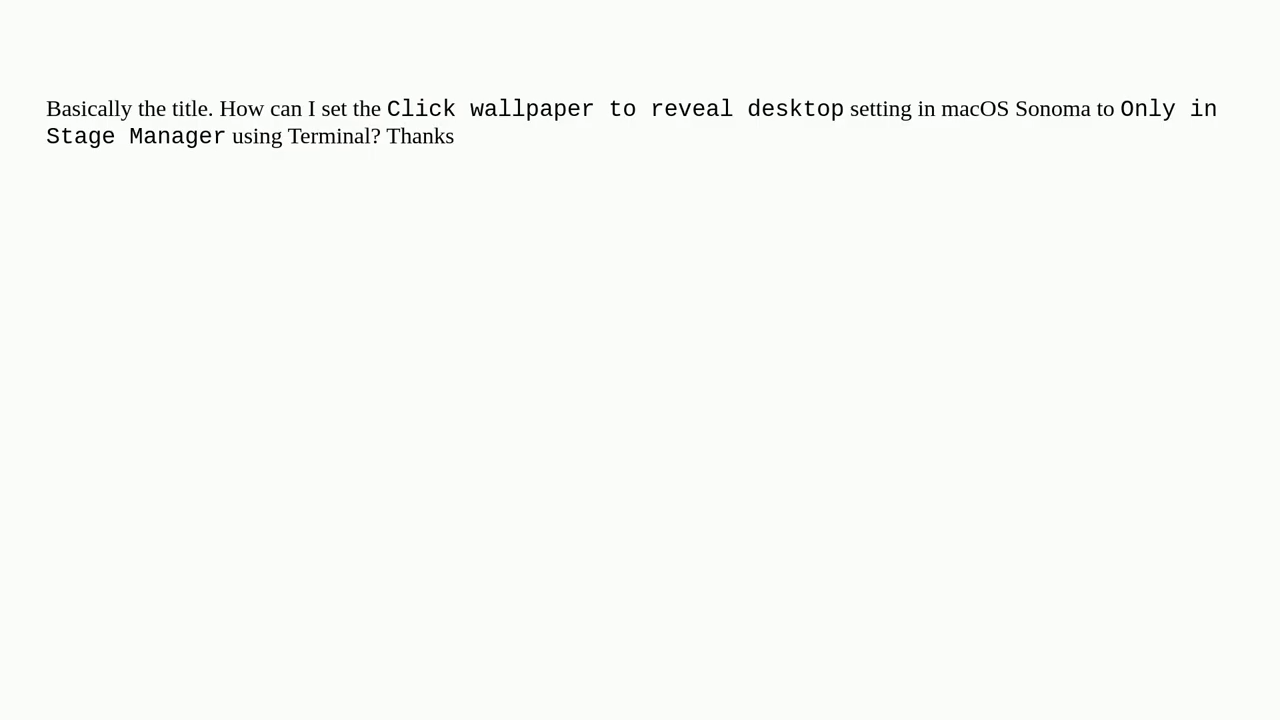 Basically the title. How can I set the Click wallpaper to reveal desktop setting in macOS Sonoma to Only in
Stage Manager using Terminal? Thanks